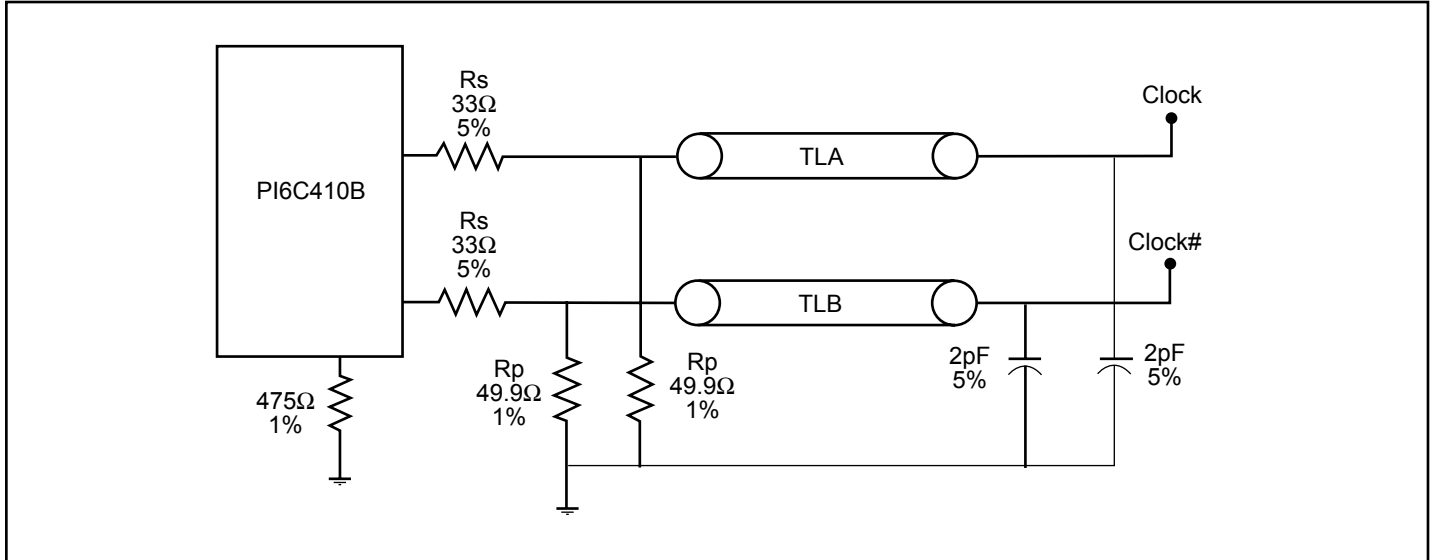 Rs
33Ω
5%
Clock
TLA
PI6C410B
Rs
33Ω
5%
Clock#
TLB
Rp
49.9Ω
1%
Rp
49.9Ω
1%
2pF
5%
2pF
5%
475Ω
1%